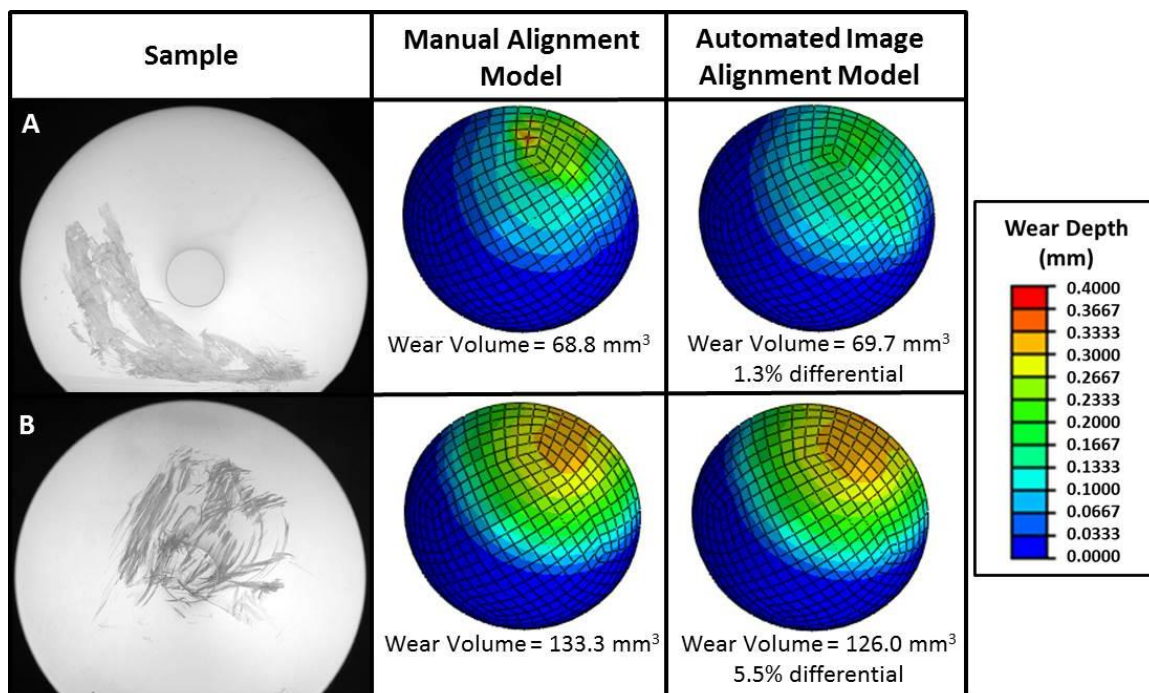 Sample
Manual Alignment
Model
Automated Image
Alignment Model
A
Wear Volume = 68.8 mm³
Wear Volume = 69.7 mm³
1.3% differential
B
Wear Volume = 133.3 mm³
Wear Volume = 126.0 mm³
5.5% differential
Wear Depth
(mm)
0.4000
0.3667
0.3333
0.3000
0.2667
0.2333
0.2000
0.1667
0.1333
0.1000
0.0667
0.0333
0.0000